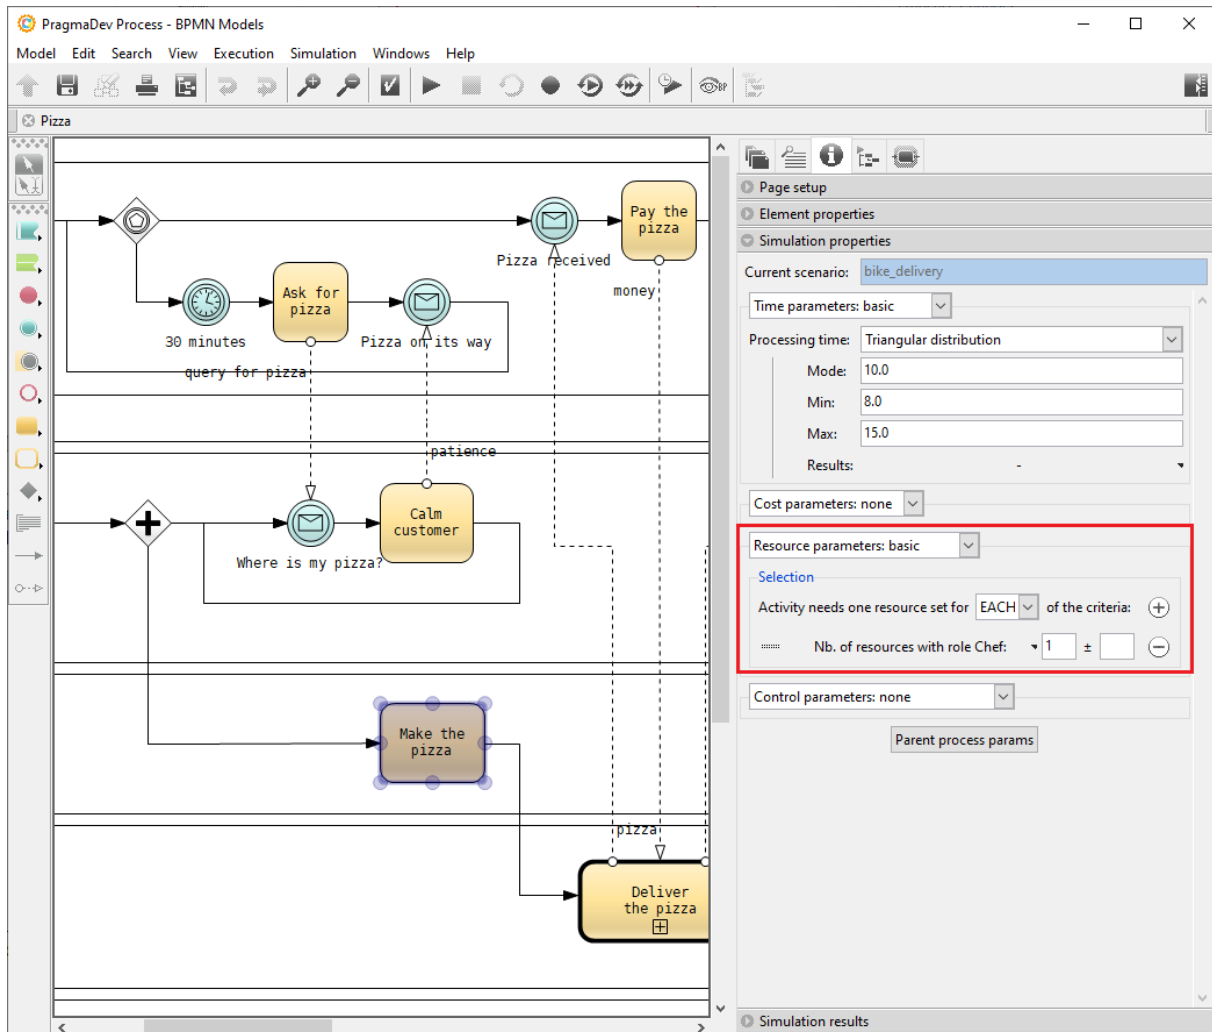 PragmaDev Process - BPMN Models
Model Edit Search View Execution Simulation Windows Help
BP
Pizza
Pay the
pizza
Pizza received
money
Ask for
pizza
30 minutes
Pizza on its way
query for pizza
patience
Calm
customer
Where is my pizza?
Make the
pizza
pizza
Deliver
the pizza
Page setup
Element properties
Simulation properties
Current scenario: bike_delivery
Time parameters: basic
Processing time: Triangular distribution
Mode: 10.0
Min: 8.0
Max: 15.0
Results: -
Cost parameters: none
Resource parameters: basic
Selection
Activity needs one resource set for EACH of the criteria:
Nb. of resources with role Chef: 1 ±
Control parameters: none
Parent process params
Simulation results